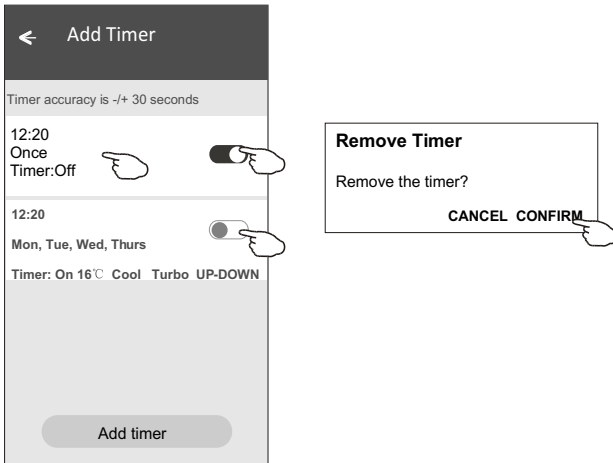 Add Timer
Timer accuracy is -/+ 30 seconds
12:20
Once
Timer:Off
12:20
Mon, Tue, Wed, Thurs
Timer: On 16℃ Cool Turbo UP-DOWN
Add timer
Remove Timer
Remove the timer?
CANCEL CONFIRM